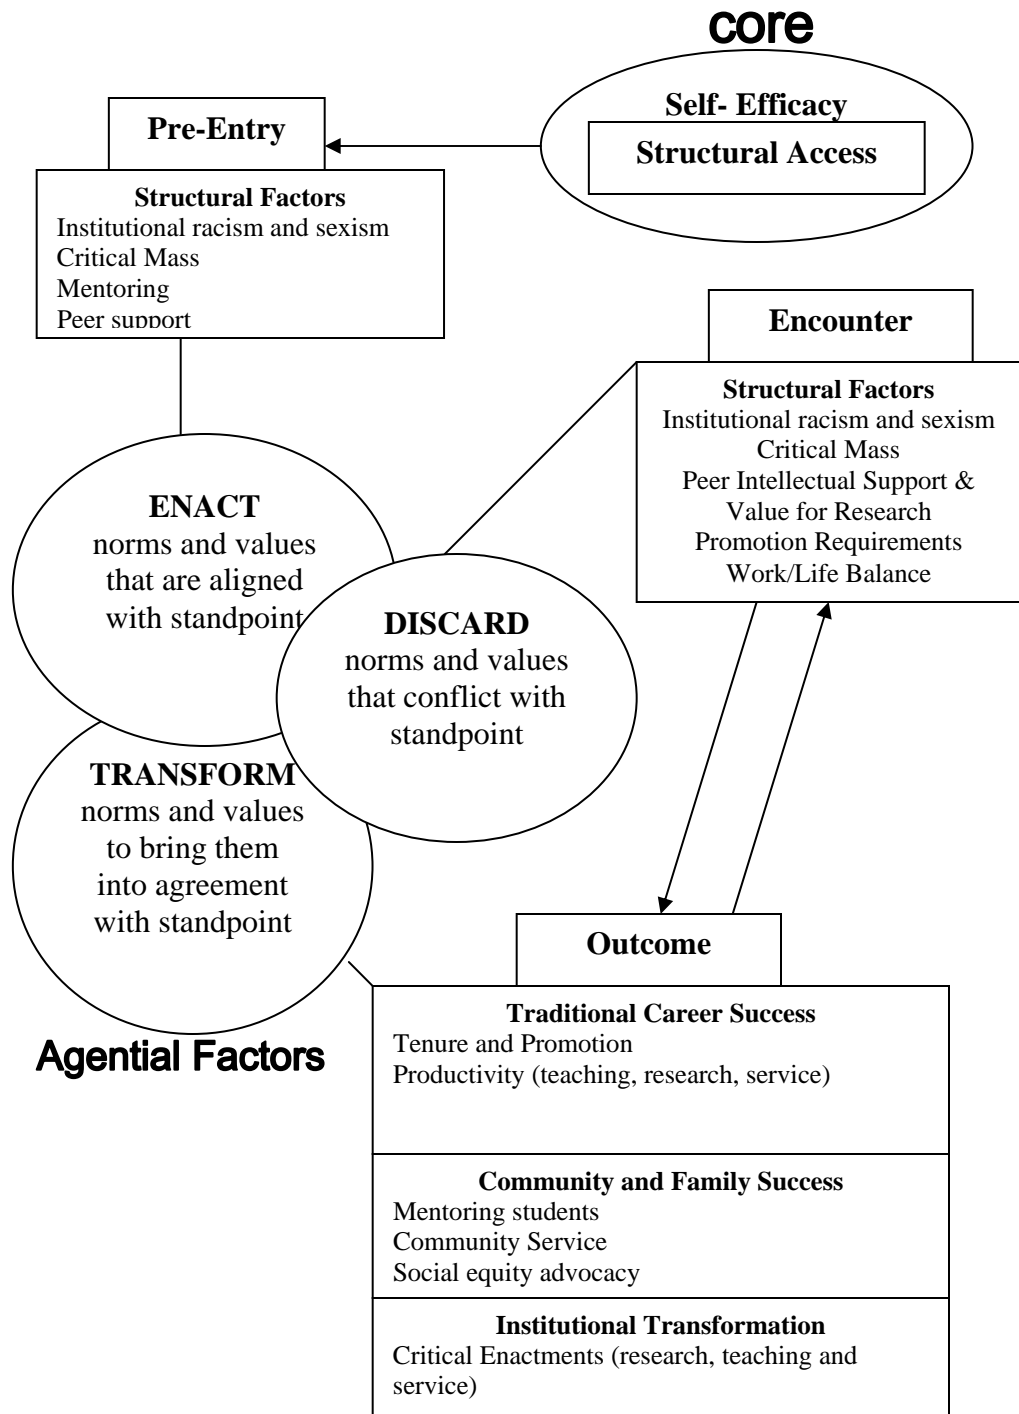 core
Self- Efficacy
Structural Access
Pre-Entry
Structural Factors
Institutional racism and sexism
Critical Mass
Mentoring
Peer support
Encounter
Structural Factors
Institutional racism and sexism
Critical Mass
Peer Intellectual Support &
Value for Research
Promotion Requirements
Work/Life Balance
ENACT
norms and values
that are aligned
with standpoint
DISCARD
norms and values
that conflict with
standpoint
TRANSFORM
norms and values
to bring them
into agreement
with standpoint
Agential Factors
Outcome
Traditional Career Success
Tenure and Promotion
Productivity (teaching, research, service)
Community and Family Success
Mentoring students
Community Service
Social equity advocacy
Institutional Transformation
Critical Enactments (research, teaching and
service)